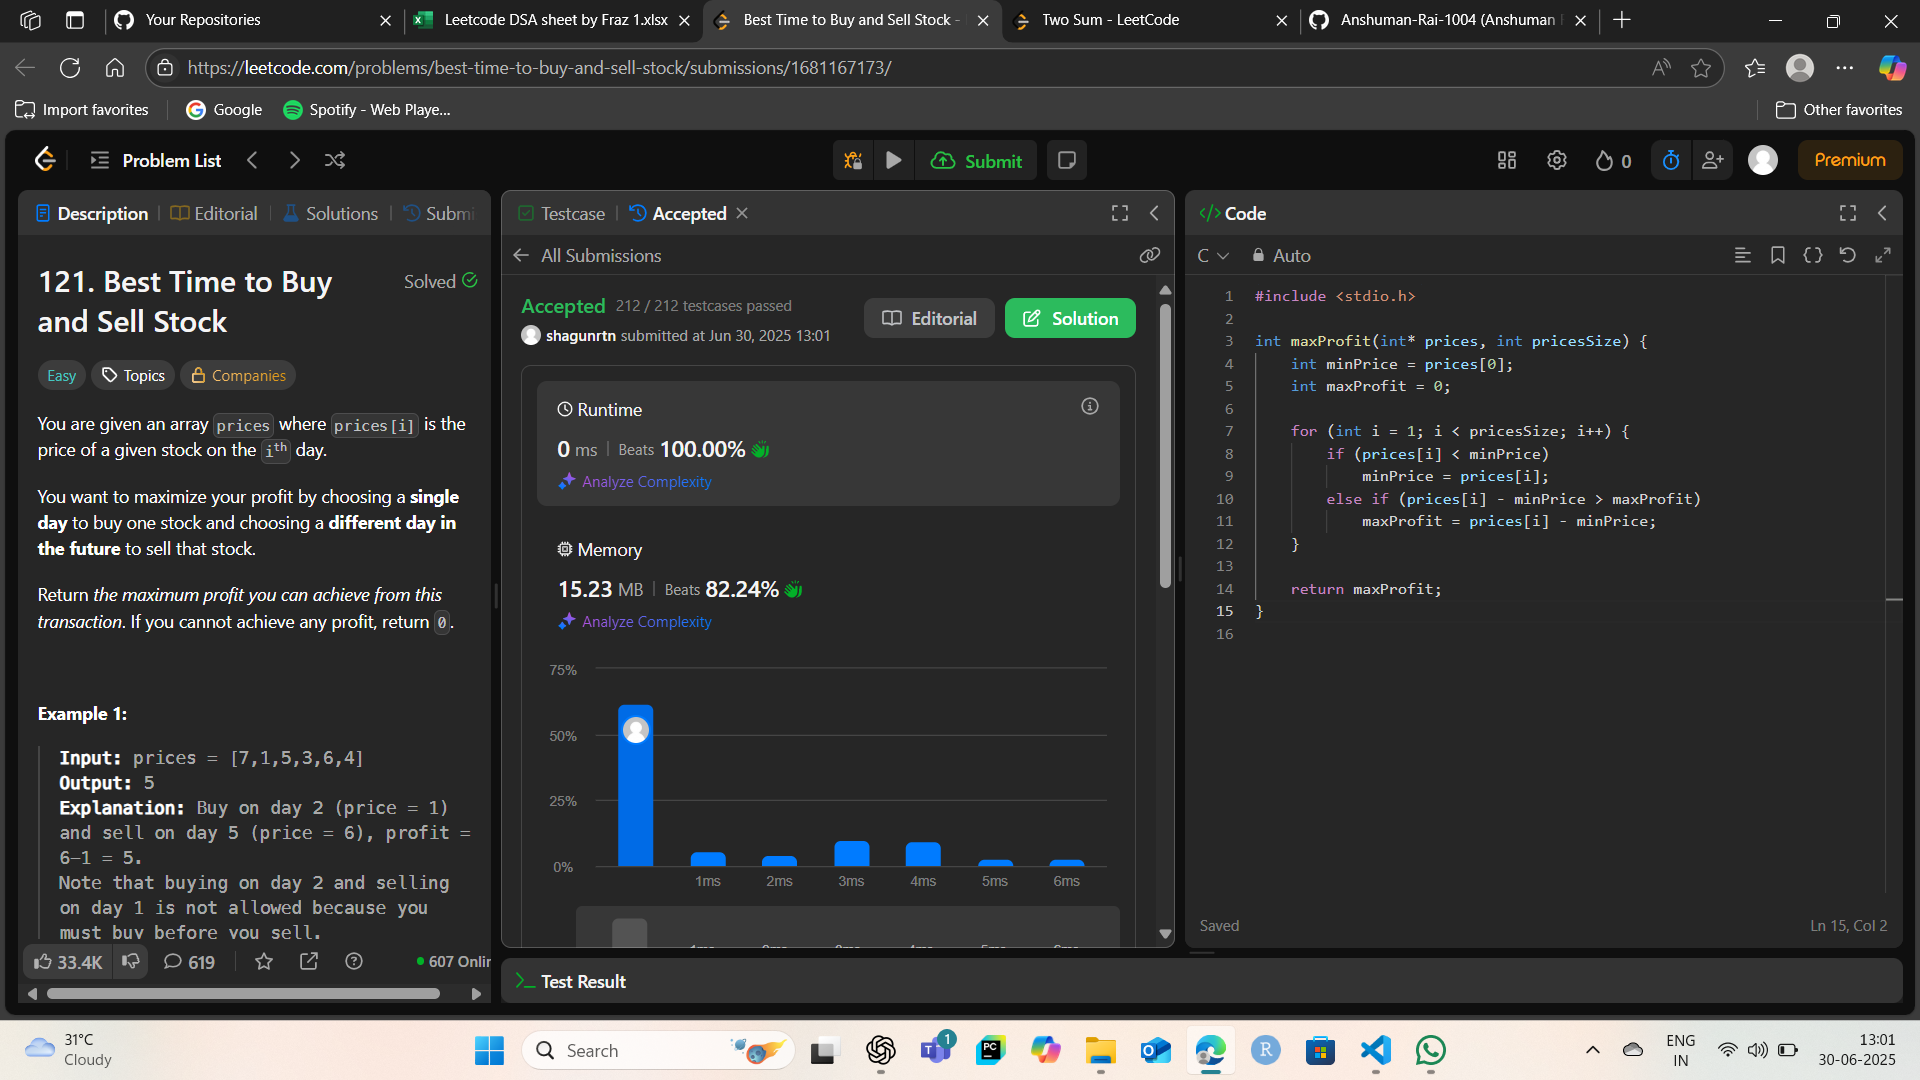 Your Repositories
Leetcode DSA sheet by Fraz 1.xlsx
Best Time to Buy and Sell Stock -
Two Sum - LeetCode
Anshuman-Rai-1004 (Anshuman
https://leetcode.com/problems/best-time-to-buy-and-sell-stock/submissions/1681167173/
Import favorites
Google
Spotify - Web Playe...
Other favorites
Problem List
Submit
0
Premium
Description
Editorial
Solutions
Submi
121. Best Time to Buy
and Sell Stock
Solved
Easy
Topics
Companies
You are given an array prices where prices[i] is the
price of a given stock on the ith day.
You want to maximize your profit by choosing a single
day to buy one stock and choosing a different day in
the future to sell that stock.
Return the maximum profit you can achieve from this
transaction. If you cannot achieve any profit, return 0.
Example 1:
Input: prices = [7,1,5,3,6,4]
Output: 5
Explanation: Buy on day 2 (price = 1)
and sell on day 5 (price = 6), profit =
6-1 = 5.
Note that buying on day 2 and selling
on day 1 is not allowed because you
must buy before you sell.
33.4K
619
607 Onlin
Testcase
Accepted
All Submissions
Accepted 212 / 212 testcases passed
shagunrtn submitted at Jun 30, 2025 13:01
Editorial
Solution
Runtime
0 ms
Beats 100.00%
Analyze Complexity
Memory
15.23 MB
Beats 82.24%
Analyze Complexity
75%
50%
25%
0%
1ms
2ms
3ms
4ms
5ms
6ms
Code
C
Auto
1 #include <stdio.h>
2
3 int maxProfit(int* prices, int pricesSize) {
4 int minPrice = prices[0];
5 int maxProfit = 0;
6
7 for (int i = 1; i < pricesSize; i++) {
8 if (prices[i] < minPrice)
9 minPrice = prices[i];
10 else if (prices[i] - minPrice > maxProfit)
11 maxProfit = prices[i] - minPrice;
12 }
13
14 return maxProfit;
15 }
16
Saved
Ln 15, Col 2
Test Result
31°C
Cloudy
Search
1
PC
R
ENG
IN
13:01
30-06-2025